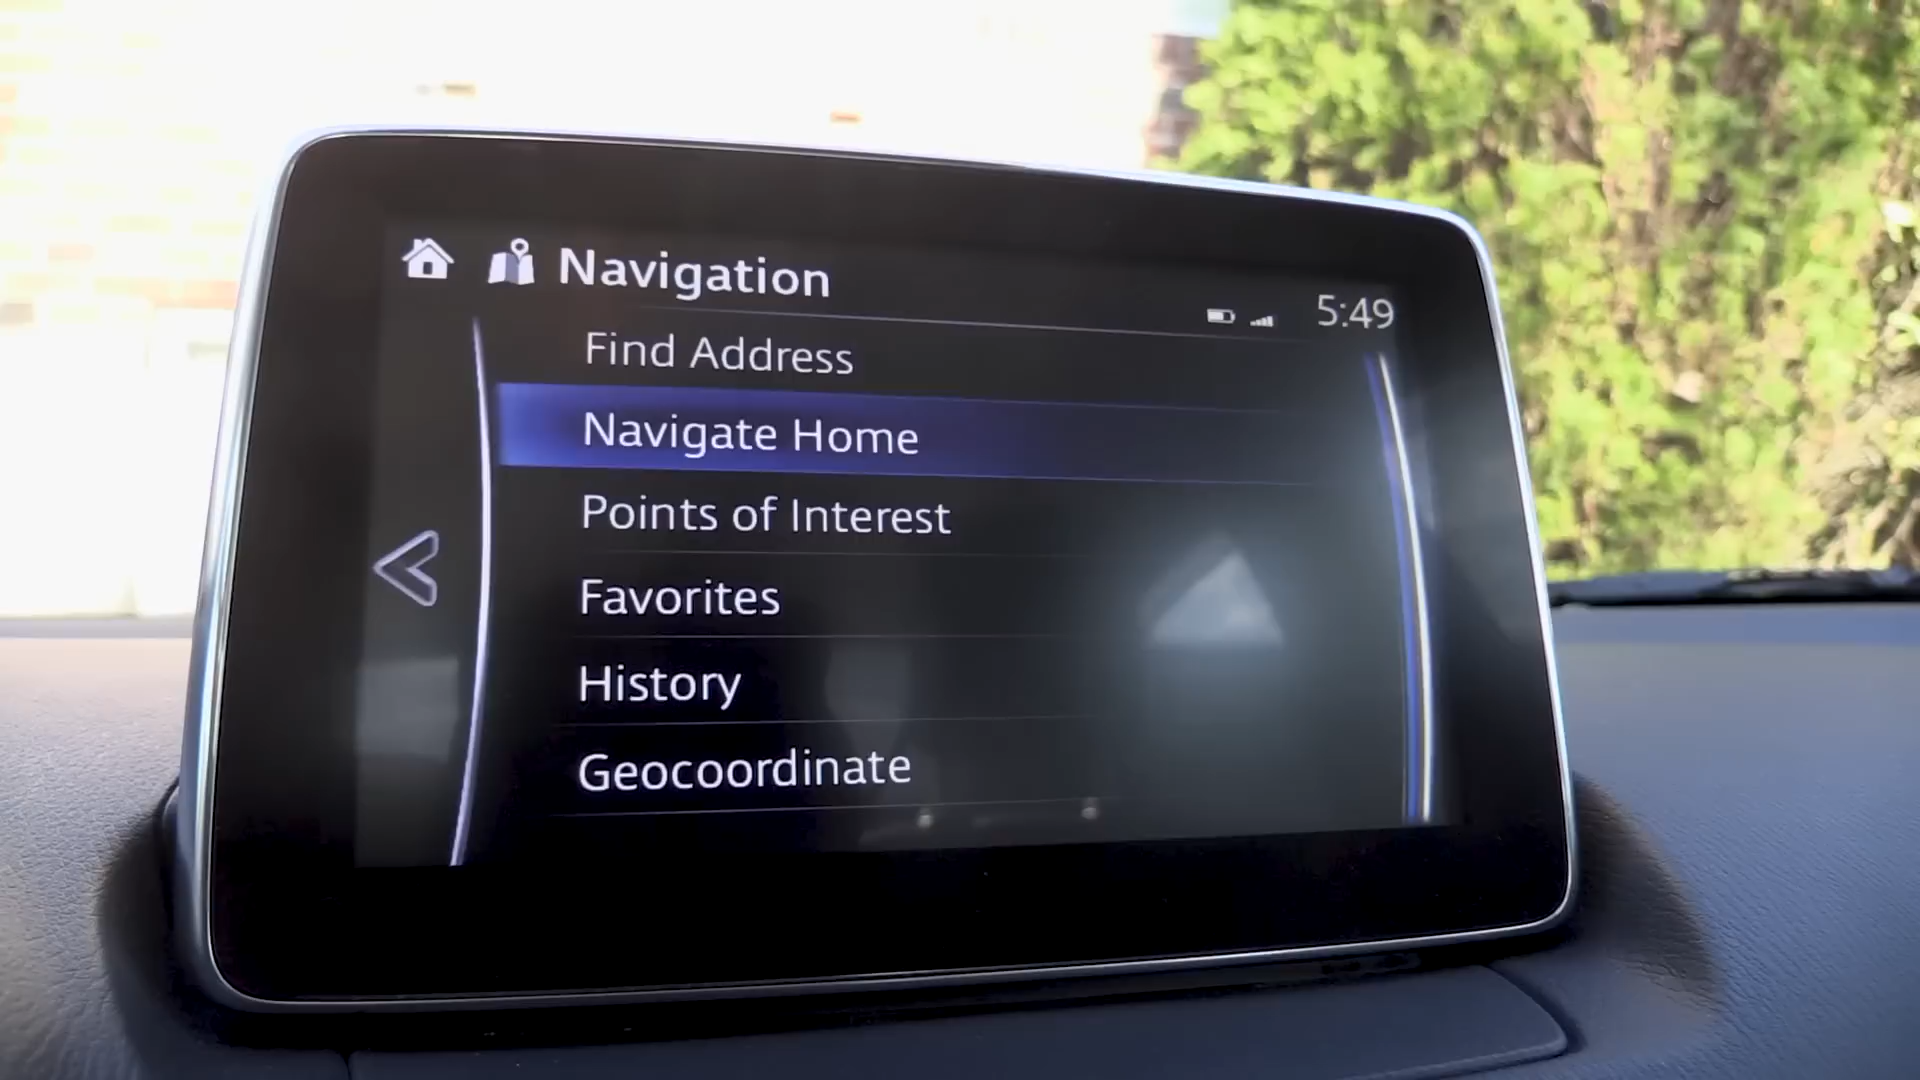 Navigation
5:49
Find Address
Navigate Home
Points of Interest
Favorites
History
Geocoordinate